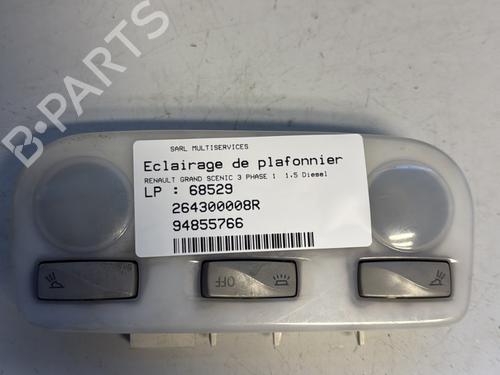 B-PARTS
SARL MULTISERVICES
Eclairage de plafonnier
RENAULT GRAND SCENIC 3 PHASE 1 1.5 Diesel
LP : 68529
264300008R
94855766
OFF